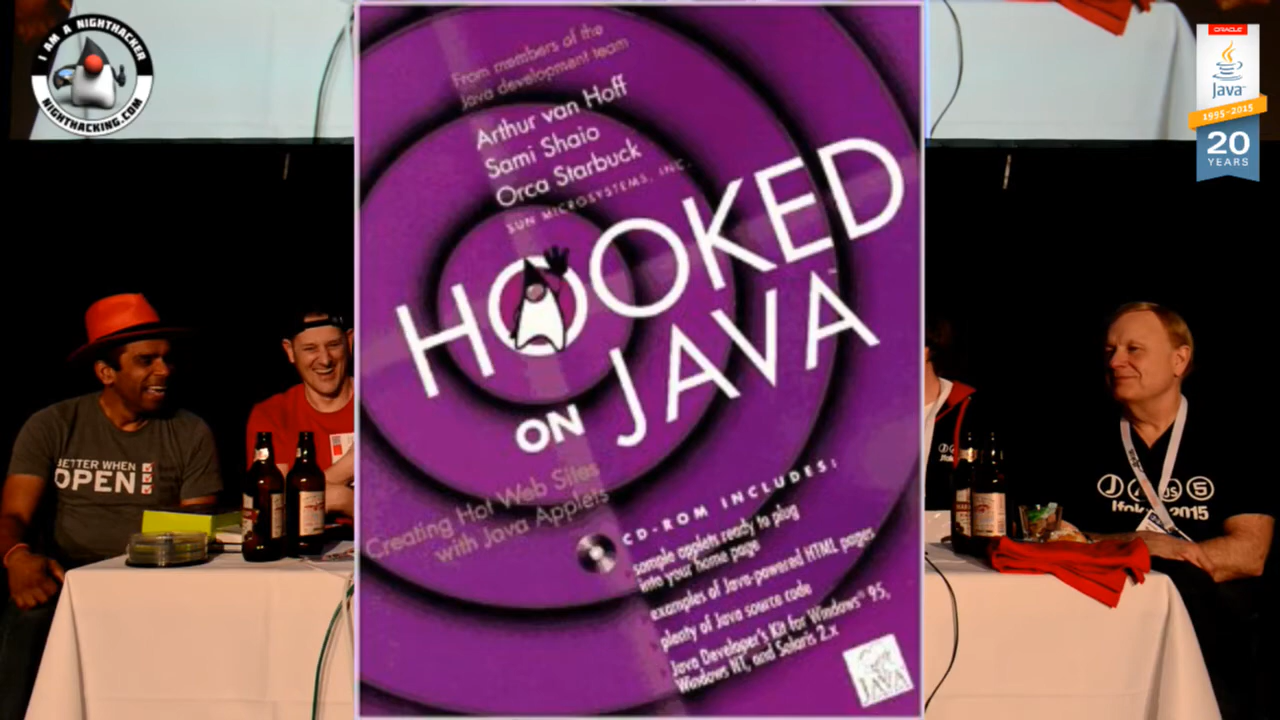 I AM A NIGHTHACKER
NIGHTHACKING.COM
ORACLE
Java
1995-2015
20
YEARS
From members of the
Java development team
Arthur van Hoff
Sami Shaio
Orca Starbuck
SUN MICROSYSTEMS, INC.
HOOKED
ON JAVA
Creating Hot Web Sites
with Java Applets
CD-ROM INCLUDES:
sample applets ready to plug
into your home page
examples of Java-powered HTML pages
plenty of Java source code
Java Developer's Kit for Windows® 95,
Windows NT, and Solaris 2.x
JAVA
BETTER WHEN
OPEN
Itoko 2015